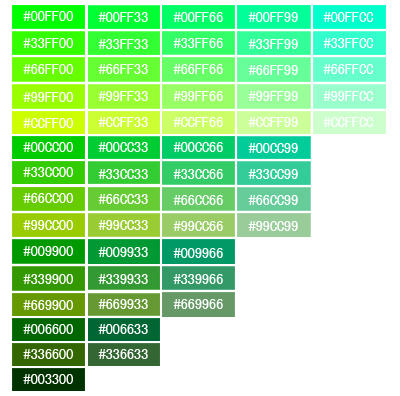 #00FF00 #00FF33 #00FF66 #00FF99 #00FFCC
#33FF00 #33FF33 #33FF66 #33FF99 #33FFCC
#66FF00 #66FF33 #66FF66 #66FF99 #66FFCC
#99FF00 #99FF33 #99FF66 #99FF99 #99FFCC
#CCFF00 #CCFF33 #CCFF66 #CCFF99 #CCFFCC
#00CC00 #00CC33 #00CC66 #00CC99
#33CC00 #33CC33 #33CC66 #33CC99
#66CC00 #66CC33 #66CC66 #66CC99
#99CC00 #99CC33 #99CC66 #99CC99
#009900 #009933 #009966
#339900 #339933 #339966
#669900 #669933 #669966
#006600 #006633
#336600 #336633
#003300